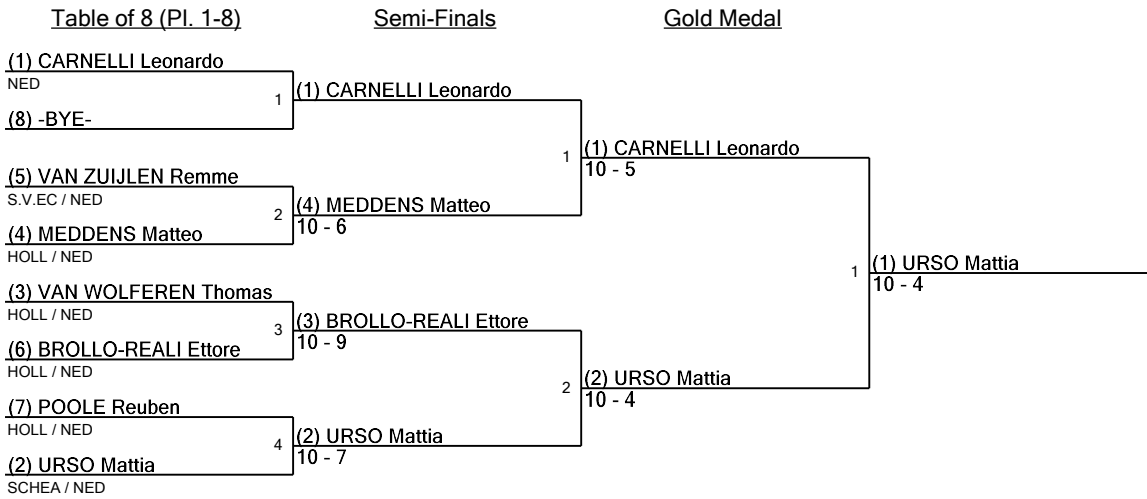 Table of 8 (Pl. 1-8)
Semi-Finals
Gold Medal
(1) CARNELLI Leonardo
NED
1
(8) -BYE-
(5) VAN ZUIJLEN Remme
S.V.EC / NED
2
(4) MEDDENS Matteo
HOLL / NED
(3) VAN WOLFEREN Thomas
HOLL / NED
3
(6) BROLLO-REALI Ettore
HOLL / NED
(7) POOLE Reuben
HOLL / NED
4
(2) URSO Mattia
SCHEA / NED
(1) CARNELLI Leonardo
1
(4) MEDDENS Matteo
10 - 6
(3) BROLLO-REALI Ettore
10 - 9
2
(2) URSO Mattia
10 - 7
(1) CARNELLI Leonardo
10 - 5
1
(2) URSO Mattia
10 - 4
(1) URSO Mattia
10 - 4